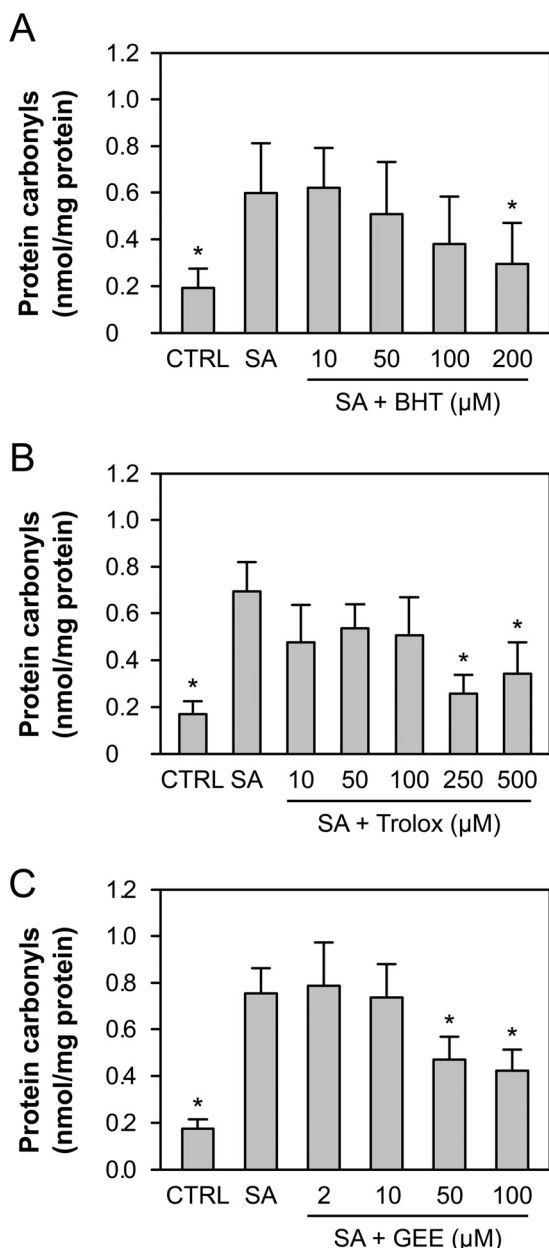 A
Protein carbonyls
(nmol/mg protein)
1.2
1.0
0.8
0.6
0.4
0.2
0
*
*
CTRL SA 10 50 100 200
SA + BHT (µM)
B
Protein carbonyls
(nmol/mg protein)
1.2
1.0
0.8
0.6
0.4
0.2
0
*
*
*
CTRL SA 10 50 100 250 500
SA + Trolox (µM)
C
Protein carbonyls
(nmol/mg protein)
1.2
1.0
0.8
0.6
0.4
0.2
0.0
*
*
*
CTRL SA 2 10 50 100
SA + GEE (µM)